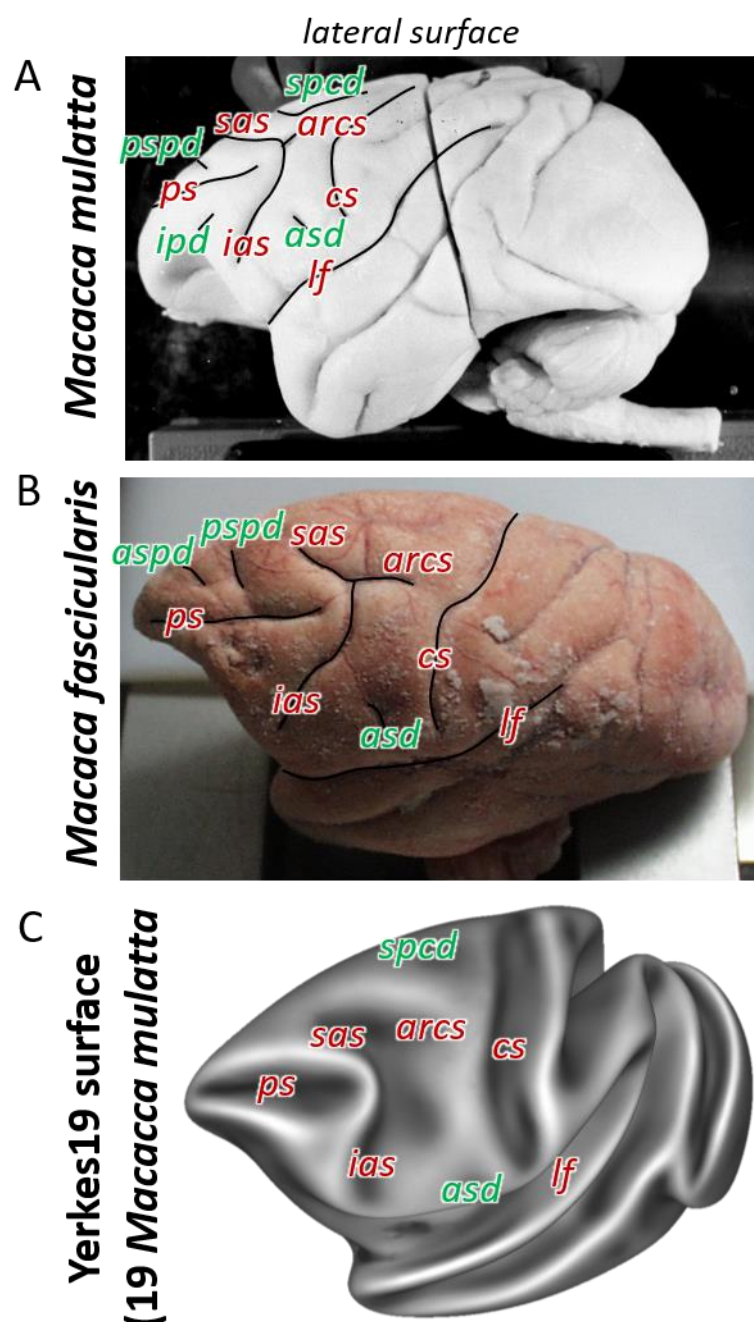 lateral surface
A
Macacca mulatta
spcd
sas
arcs
pspd
ps
cs
ipd
ias
asd
lf
B
Macaca fascicularis
aspd
pspd
sas
arcs
ps
cs
ias
asd
lf
C
Yerkes19 surface
(19 Macacca mulatta
spcd
sas
arcs
cs
ps
ias
asd
lf